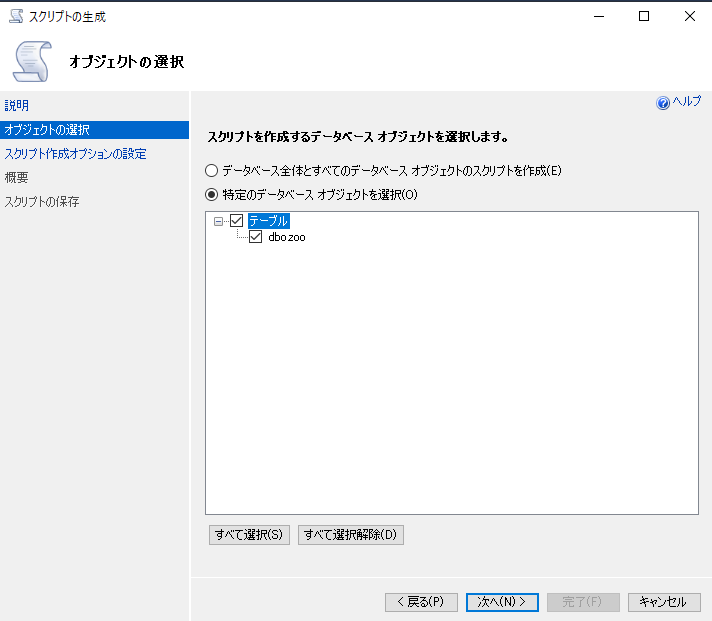 スクリプトの生成
オブジェクトの選択
説明
オブジェクトの選択
スクリプト作成オプションの設定
概要
スクリプトの保存
ヘルプ
スクリプトを作成するデータベース オブジェクトを選択します。
データベース全体とすべてのデータベース オブジェクトのスクリプトを作成(E)
特定のデータベース オブジェクトを選択(O)
テーブル
dbo.zoo
すべて選択(S) すべて選択解除(D)
< 戻る(P) 次へ(N) > 完了(F) キャンセル